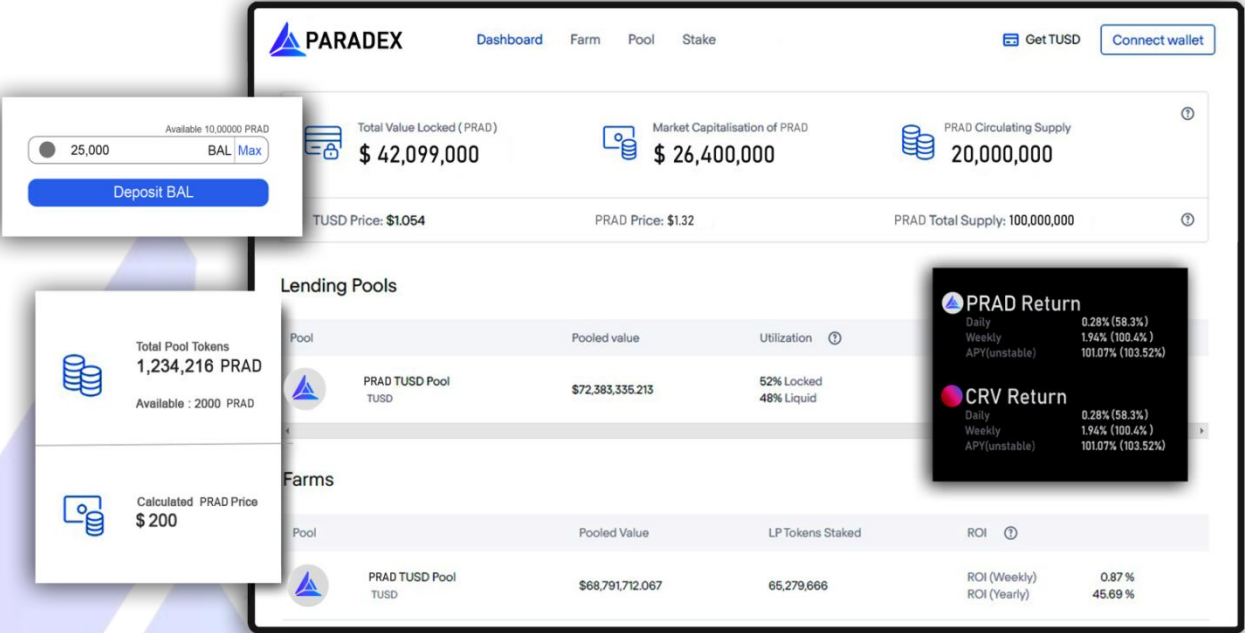 PARADEX
Dashboard Farm Pool Stake
Get TUSD Connect wallet
Total Value Locked (PRAD)
$ 42,099,000
Market Capitalisation of PRAD
$ 26,400,000
PRAD Circulating Supply
20,000,000
TUSD Price: $1.054
PRAD Price: $1.32
PRAD Total Supply: 100,000,000
Available 10,00000 PRAD
25,000 BAL Max
Deposit BAL
Lending Pools
Pool Pooled value Utilization
PRAD TUSD Pool
TUSD
$72,383,335.213
52% Locked
48% Liquid
PRAD Return
Daily 0.28% (58.3%)
Weekly 1.94% (100.4%)
APY(unstable) 101.07% (103.52%)
CRV Return
Daily 0.28% (58.3%)
Weekly 1.94% (100.4% )
APY(unstable) 101.07% (103.52%)
Total Pool Tokens
1,234,216 PRAD
Available : 2000 PRAD
Calculated PRAD Price
$ 200
Farms
Pool Pooled Value LP Tokens Staked ROI
PRAD TUSD Pool
TUSD
$68,791,712.067
65,279,666
ROI (Weekly) 0.87 %
ROI (Yearly) 45.69 %